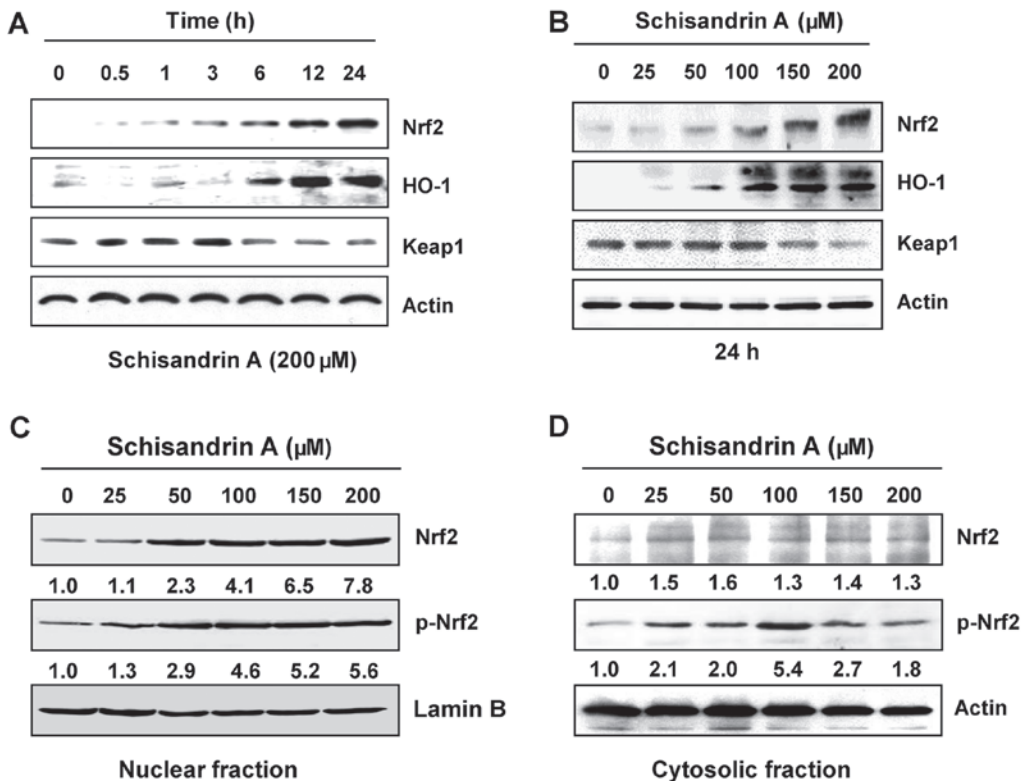 A
Time (h)
0 0.5 1 3 6 12 24
Nrf2
HO-1
Keap1
Actin
Schisandrin A (200 µM)
B
Schisandrin A (µM)
0 25 50 100 150 200
Nrf2
HO-1
Keap1
Actin
24 h
C
Schisandrin A (µM)
0 25 50 100 150 200
Nrf2
1.0 1.1 2.3 4.1 6.5 7.8
p-Nrf2
1.0 1.3 2.9 4.6 5.2 5.6
Lamin B
Nuclear fraction
D
Schisandrin A (µM)
0 25 50 100 150 200
Nrf2
1.0 1.5 1.6 1.3 1.4 1.3
p-Nrf2
1.0 2.1 2.0 5.4 2.7 1.8
Actin
Cytosolic fraction